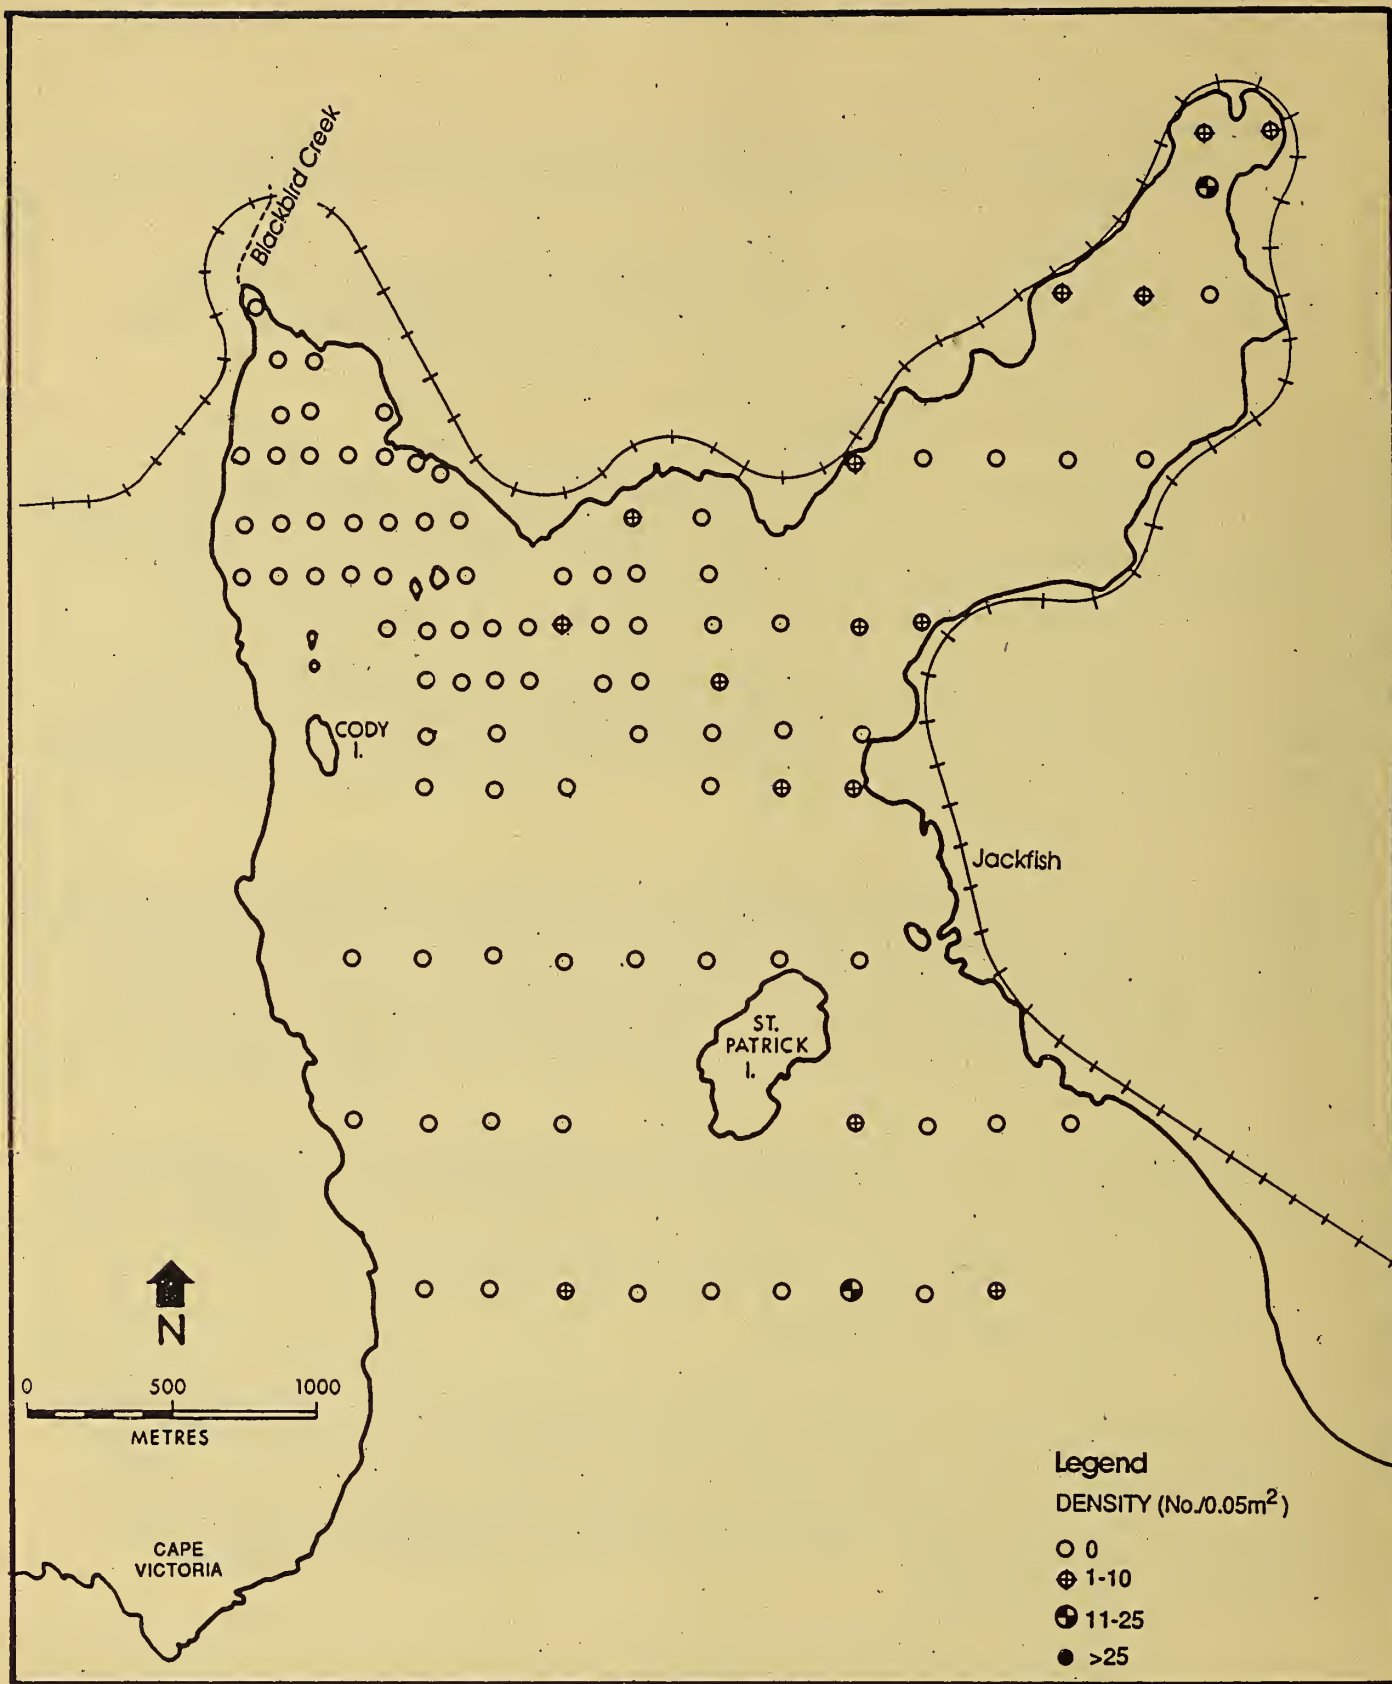 Blackbird Creek
CODY
I.
Jackfish
ST.
PATRICK
I.
N
0 500 1000
METRES
CAPE
VICTORIA
Legend
DENSITY (No./0.05m²)
0
1-10
11-25
>25